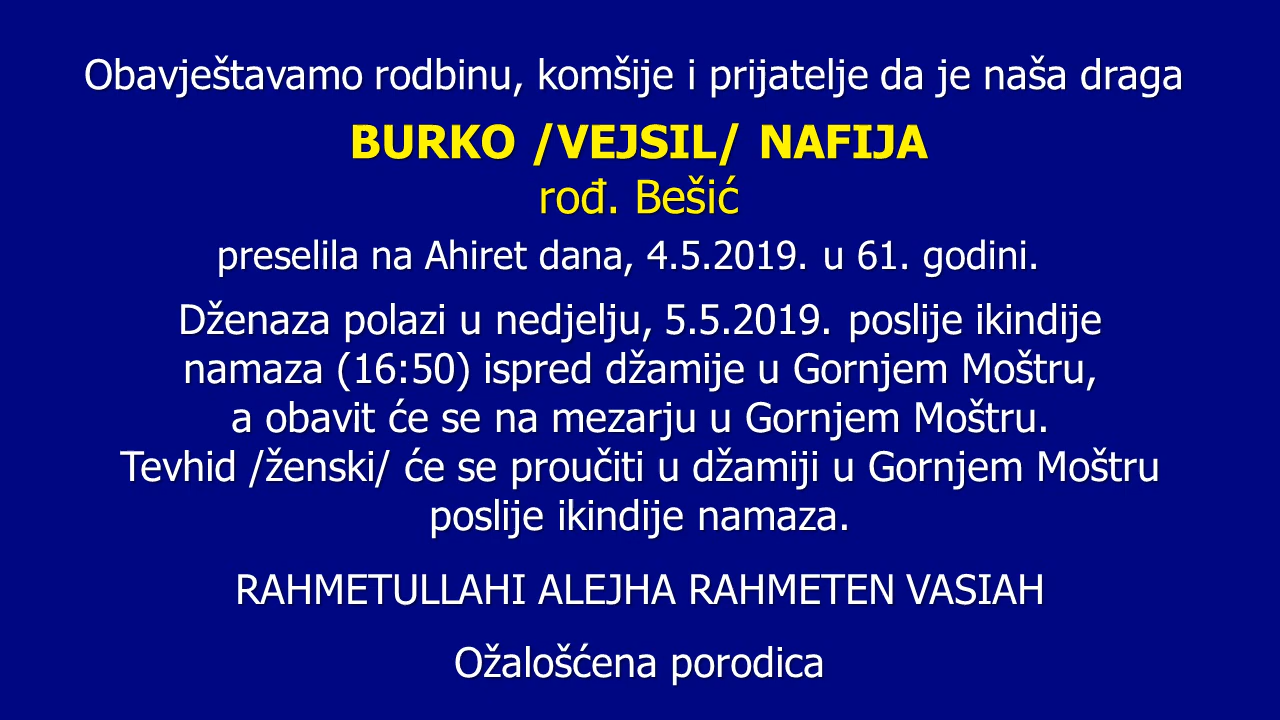 Obavještavamo rodbinu, komšije i prijatelje da je naša draga
BURKO /VEJSIL/ NAFIJA
rođ. Bešić
preselila na Ahiret dana, 4.5.2019. u 61. godini.
Dženaza polazi u nedjelju, 5.5.2019. poslije ikindije
namaza (16:50) ispred džamije u Gornjem Moštru,
a obavit će se na mezarju u Gornjem Moštru.
Tevhid /ženski/ će se proučiti u džamiji u Gornjem Moštru
poslije ikindije namaza.
RAHMETULLAHI ALEJHA RAHMETEN VASIAH
Ožalošćena porodica